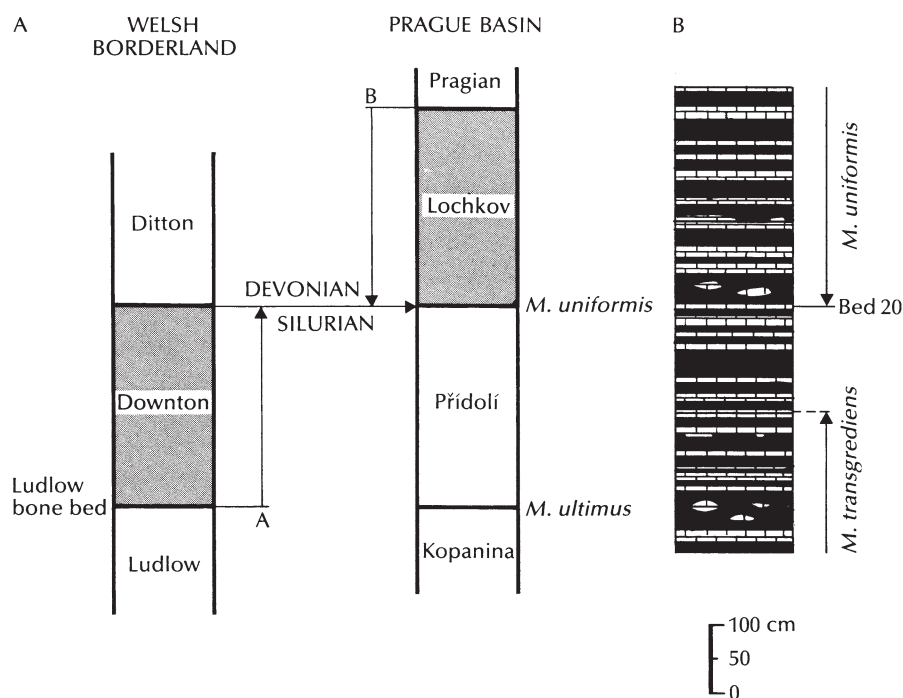 A
WELSH
BORDERLAND
PRAGUE BASIN
B
Pragian
B
Lochkov
Ditton
DEVONIAN
SILURIAN
M. uniformis
Přídolí
Downton
Ludlow
bone bed
A
M. ultimus
Ludlow
Kopanina
M. uniformis
Bed 20
M. transgrediens
100 cm
50
0